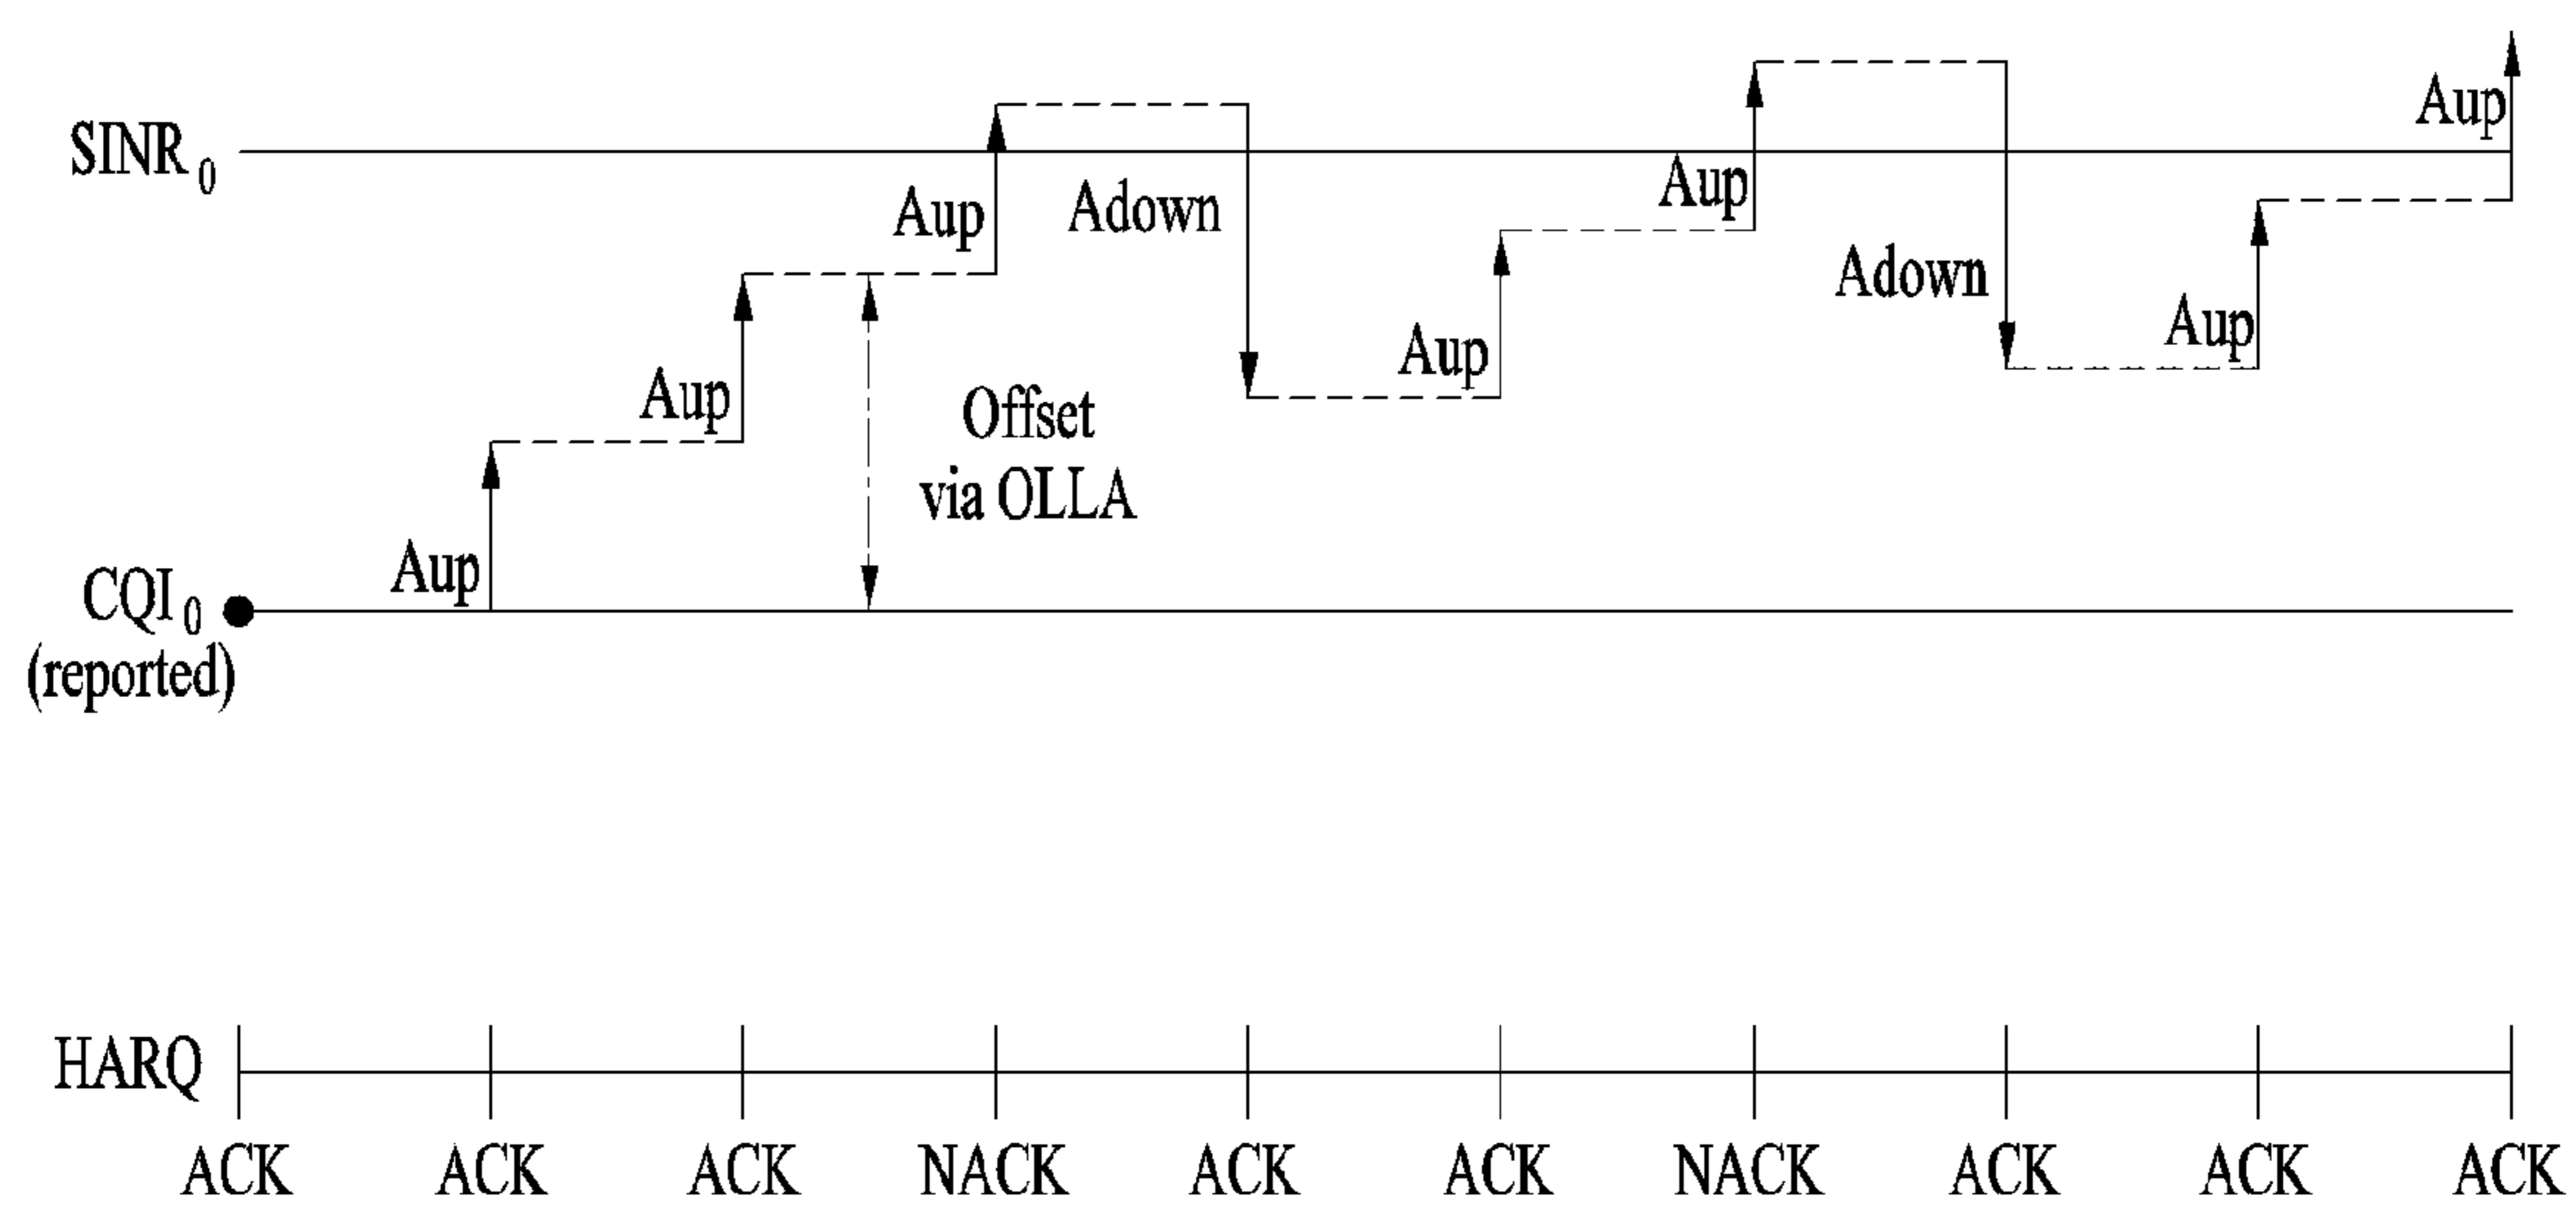 Aup
SINR 0
Aup
Aup
Adown
Adown
Aup
Aup
Aup
Offset
via OLLA
Aup
CQI 0
(reported)
HARQ
ACK ACK ACK NACK ACK ACK NACK ACK ACK ACK